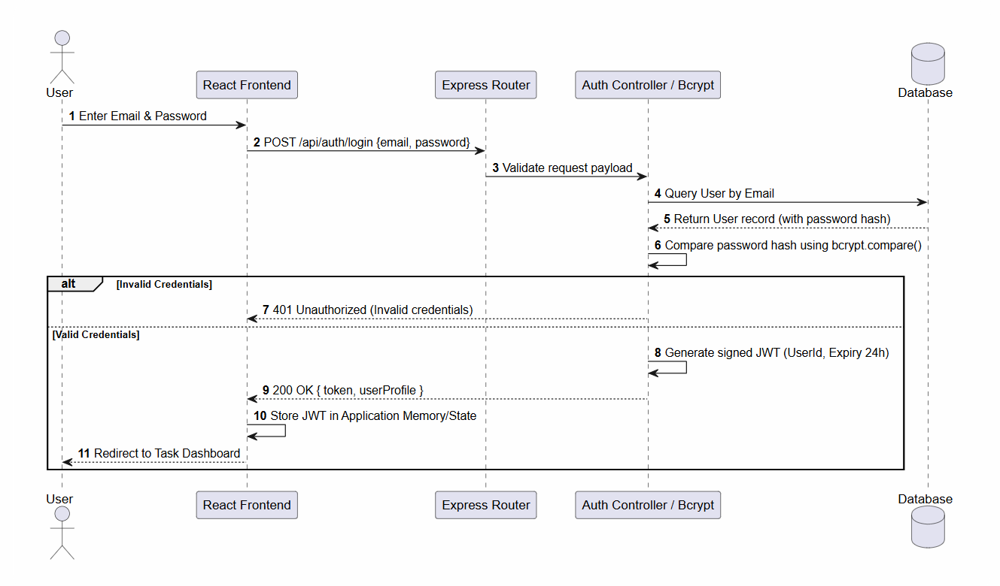 User
React Frontend
Express Router
Auth Controller / Bcrypt
Database
1 Enter Email & Password
2 POST /api/auth/login {email, password}
3 Validate request payload
4 Query User by Email
5 Return User record (with password hash)
6 Compare password hash using bcrypt.compare()
alt [Invalid Credentials]
7 401 Unauthorized (Invalid credentials)
[Valid Credentials]
8 Generate signed JWT (UserId, Expiry 24h)
9 200 OK { token, userProfile }
10 Store JWT in Application Memory/State
11 Redirect to Task Dashboard
User
React Frontend
Express Router
Auth Controller / Bcrypt
Database